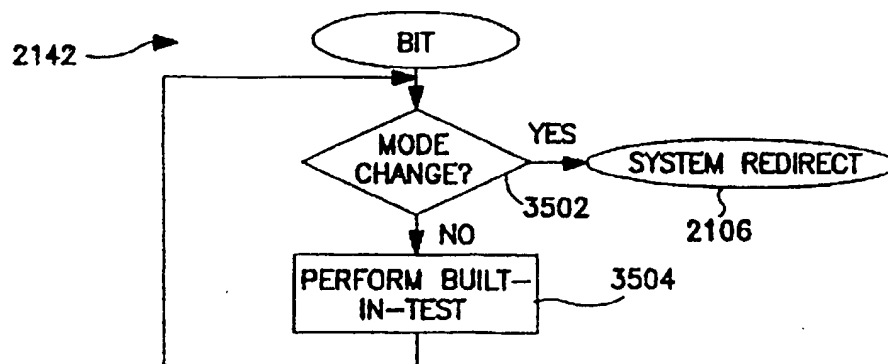 2142
BIT
MODE
CHANGE?
YES
SYSTEM REDIRECT
3502
2106
NO
PERFORM BUILT-
IN-TEST
3504